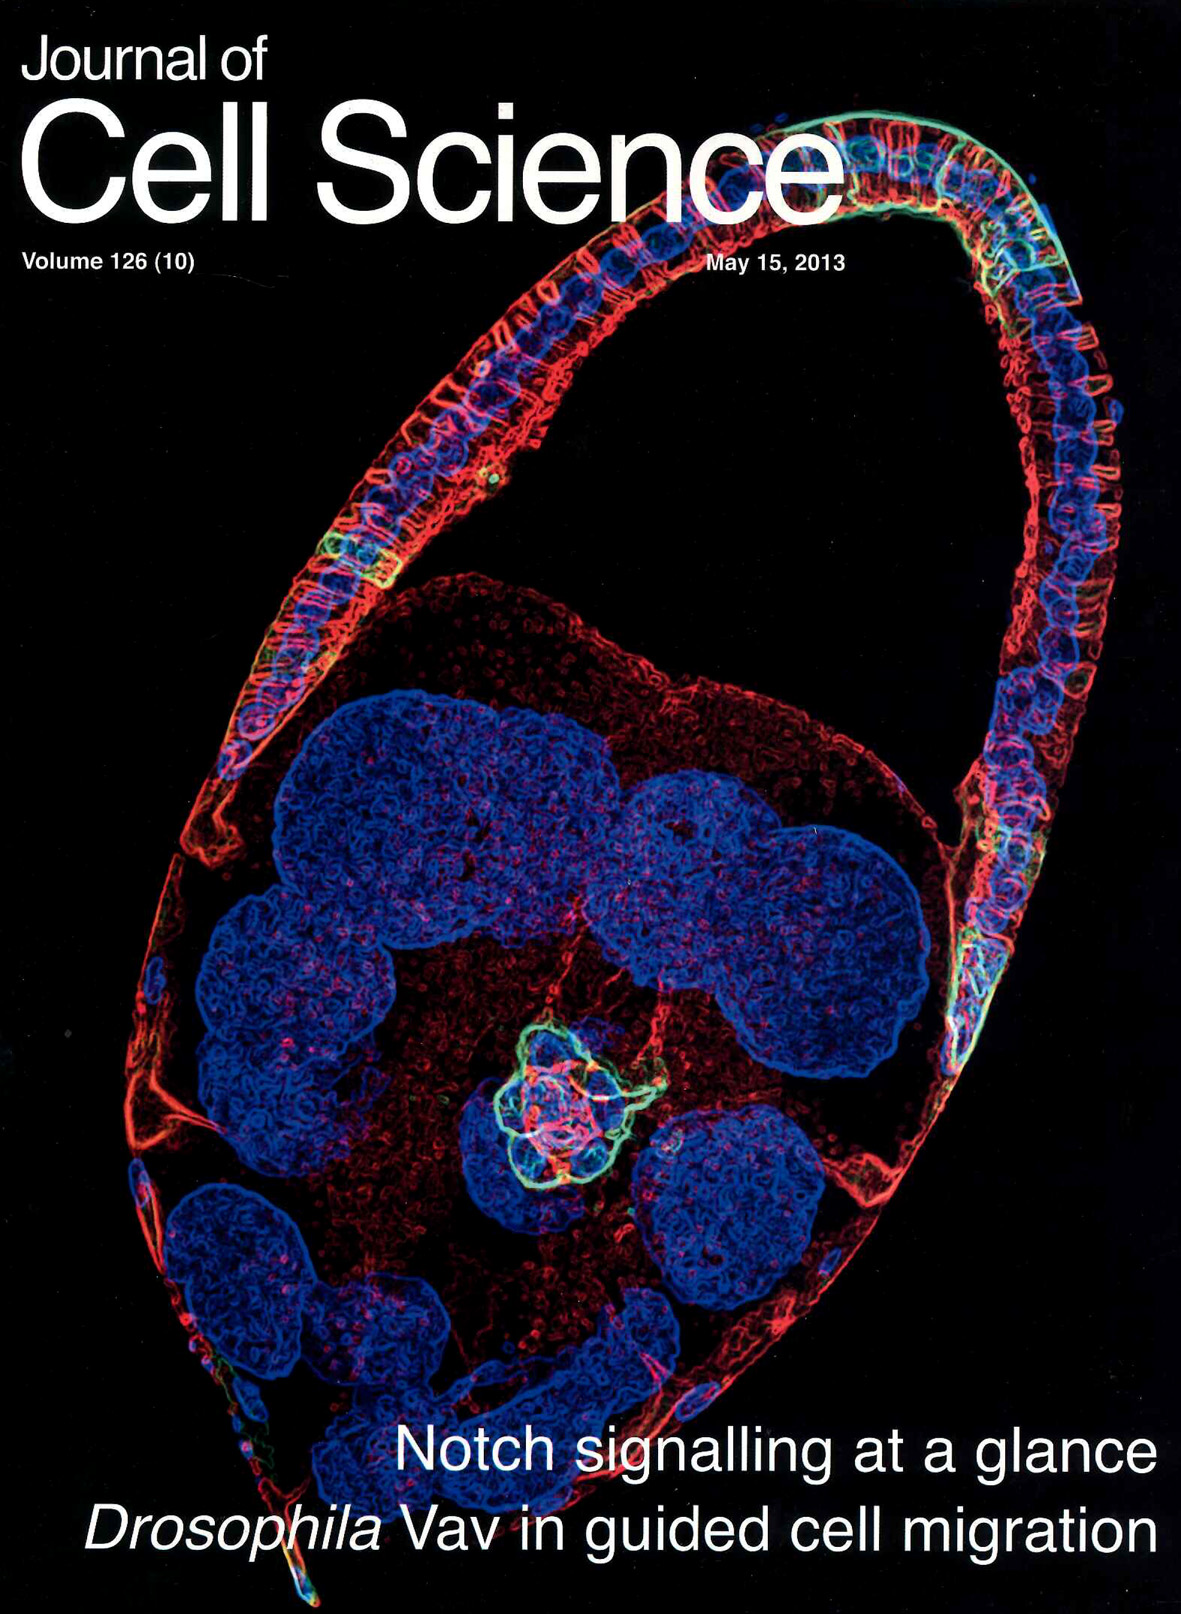 Journal of
Cell Science
Volume 126 (10)
May 15, 2013
Notch signalling at a glance
Drosophila Vav in guided cell migration